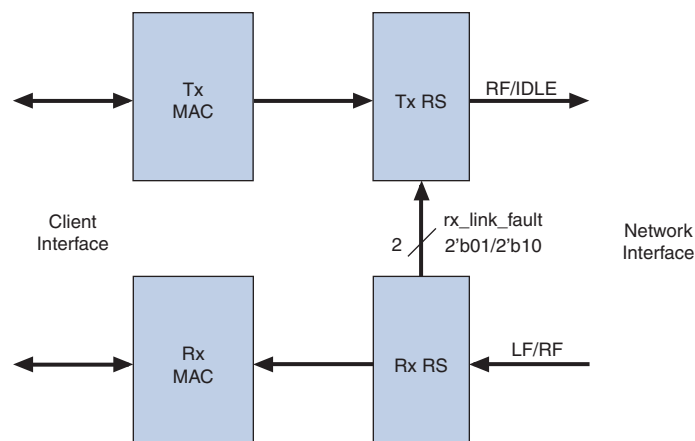 Tx
MAC
Tx RS
RF/IDLE
Client
Interface
2
rx_link_fault
2'b01/2'b10
Network
Interface
Rx
MAC
Rx RS
LF/RF